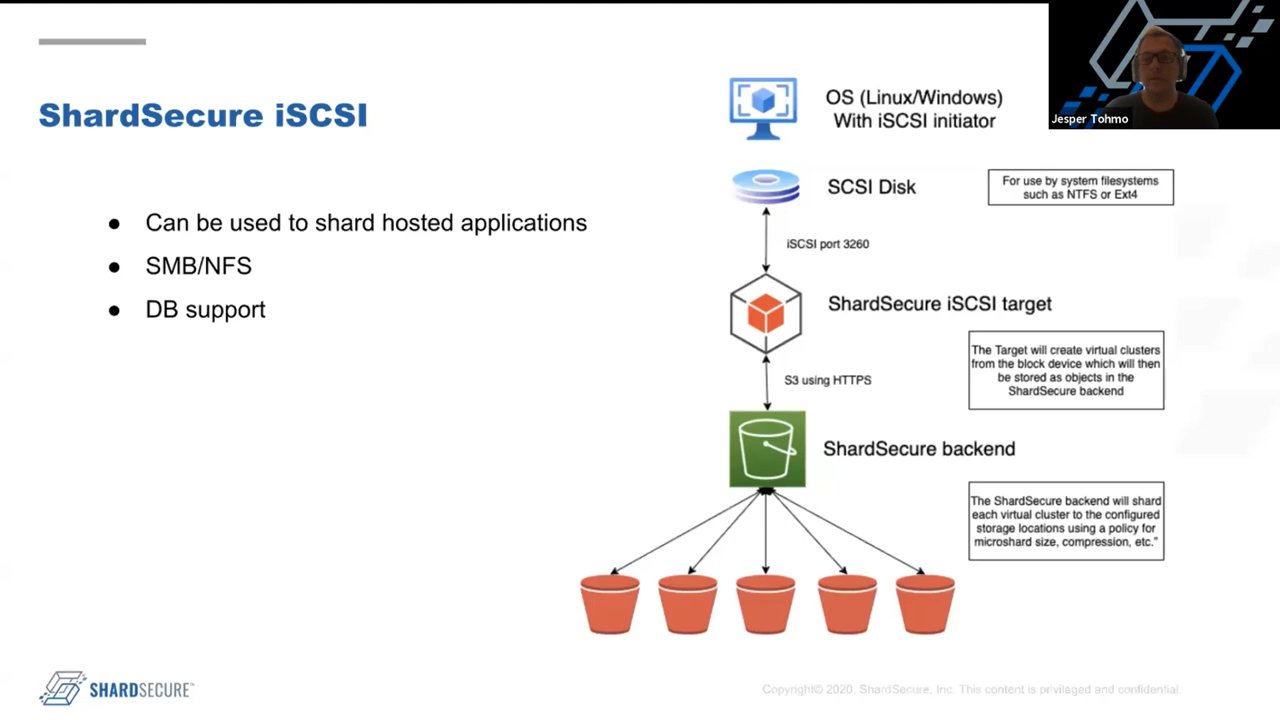 Jesper Tohmo
ShardSecure iSCSI
● Can be used to shard hosted applications
● SMB/NFS
● DB support
OS (Linux/Windows)
With iSCSI initiator
SCSI Disk
For use by system filesystems
such as NTFS or Ext4
iSCSI port 3260
ShardSecure iSCSI target
The Target will create virtual clusters
from the block device which will then
be stored as objects in the
ShardSecure backend
S3 using HTTPS
ShardSecure backend
The ShardSecure backend will shard
each virtual cluster to the configured
storage locations using a policy for
microshard size, compression, etc."
SHARDSECURE™
Copyright© 2020, ShardSecure, Inc. This content is privileged and confidential.